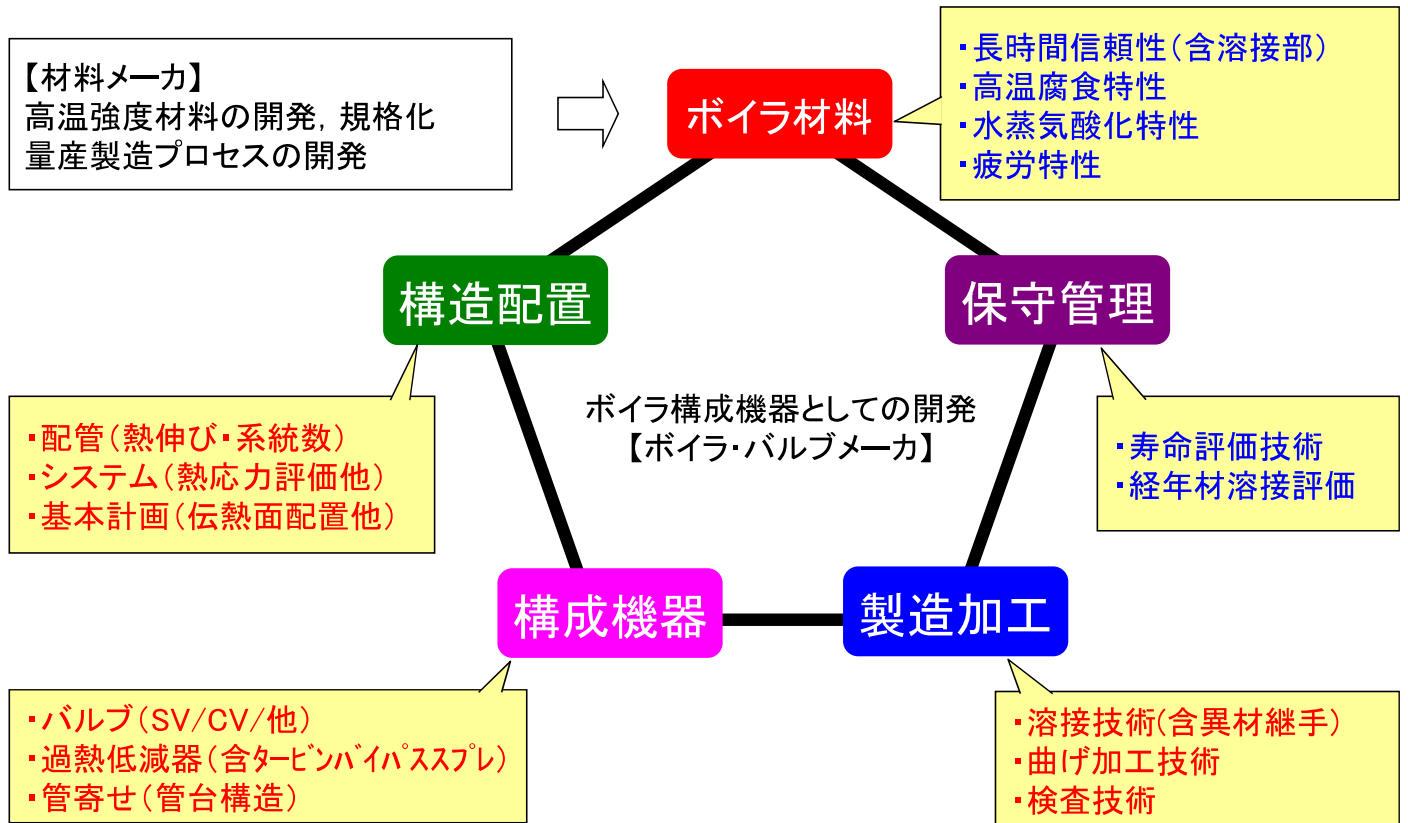 【材料メーカ】
高温強度材料の開発，規格化
量産製造プロセスの開発
ボイラ材料
・長時間信頼性（含溶接部）
・高温腐食特性
・水蒸気酸化特性
・疲労特性
構造配置
保守管理
・配管（熱伸び・系統数）
・システム（熱応力評価他）
・基本計画（伝熱面配置他）
ボイラ構成機器としての開発
【ボイラ・バルブメーカ】
・寿命評価技術
・経年材溶接評価
構成機器
製造加工
・バルブ（SV/CV/他）
・過熱低減器（含ﾀｰﾋﾞﾝﾊﾞｲﾊﾟｽｽﾌﾟﾚ）
・管寄せ（管台構造）
・溶接技術(含異材継手）
・曲げ加工技術
・検査技術